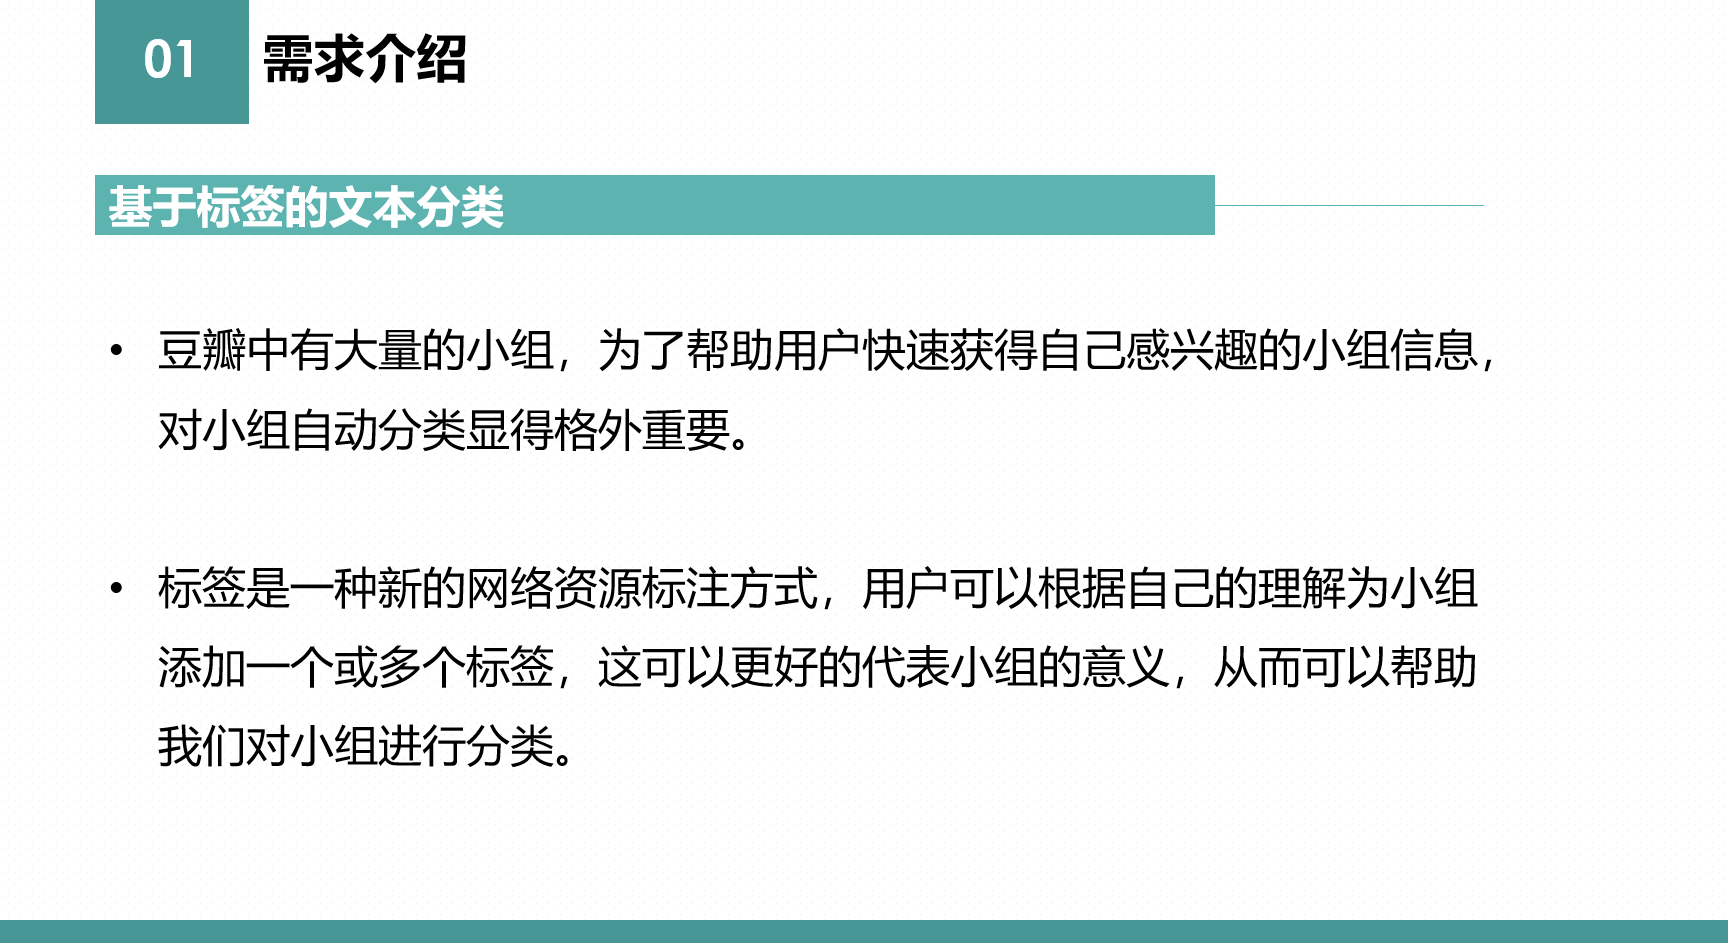 01
需求介绍
基于标签的文本分类
• 豆瓣中有大量的小组，为了帮助用户快速获得自己感兴趣的小组信息，
对小组自动分类显得格外重要。
• 标签是一种新的网络资源标注方式，用户可以根据自己的理解为小组
添加一个或多个标签，这可以更好的代表小组的意义，从而可以帮助
我们对小组进行分类。